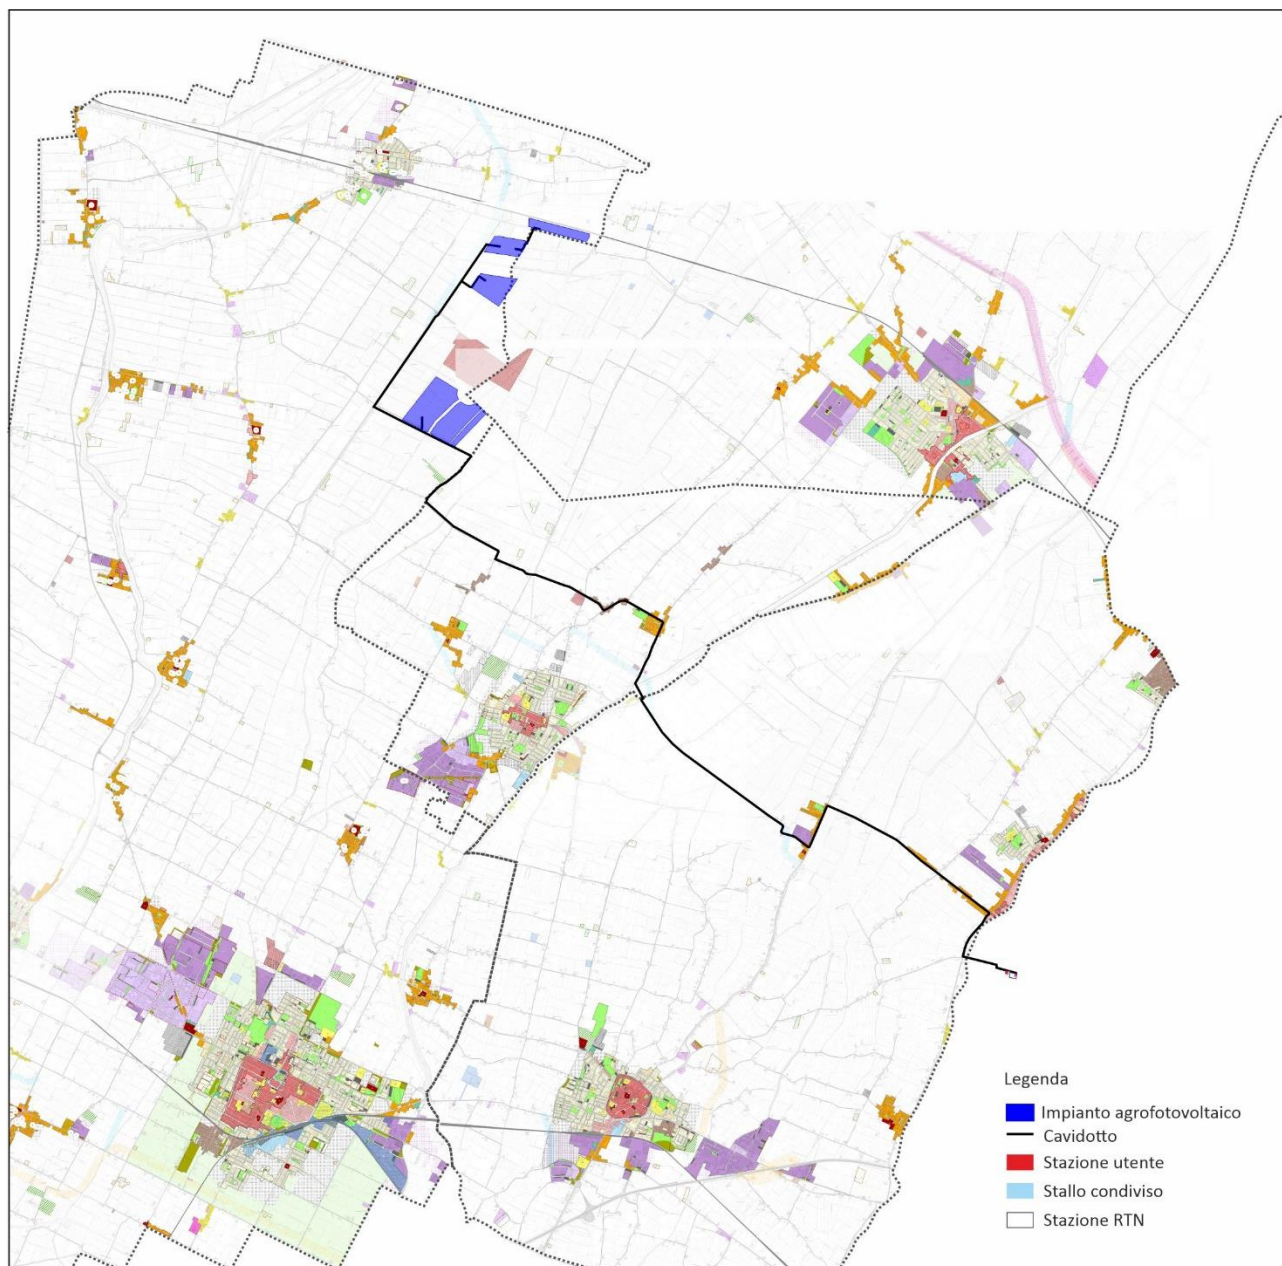 Legenda
Impianto agrofotovoltaico
Cavidotto
Stazione utente
Stallo condiviso
Stazione RTN